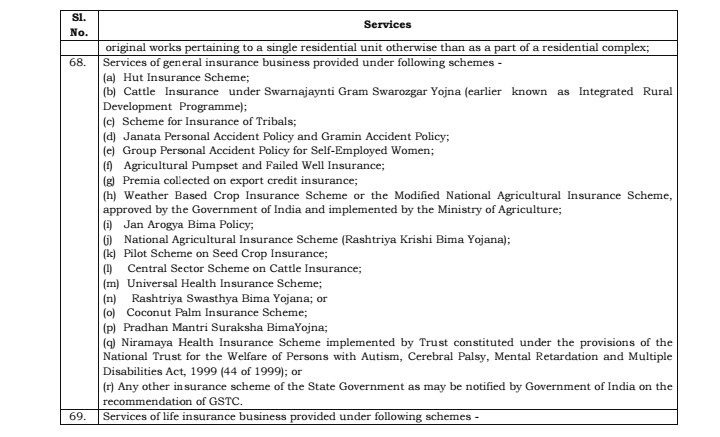 Sl. No.
Services
original works pertaining to a single residential unit otherwise than as a part of a residential complex;
68.
Services of general insurance business provided under following schemes -
(a) Hut Insurance Scheme;
(b) Cattle Insurance under Swarnajaynti Gram Swarozgar Yojna (earlier known as Integrated Rural
Development Programme);
(c) Scheme for Insurance of Tribals;
(d) Janata Personal Accident Policy and Gramin Accident Policy;
(e) Group Personal Accident Policy for Self-Employed Women;
(f) Agricultural Pumpset and Failed Well Insurance;
(g) Premia collected on export credit insurance;
(h) Weather Based Crop Insurance Scheme or the Modified National Agricultural Insurance Scheme,
approved by the Government of India and implemented by the Ministry of Agriculture;
(i) Jan Arogya Bima Policy;
(j) National Agricultural Insurance Scheme (Rashtriya Krishi Bima Yojana);
(k) Pilot Scheme on Seed Crop Insurance;
(l) Central Sector Scheme on Cattle Insurance;
(m) Universal Health Insurance Scheme;
(n) Rashtriya Swasthya Bima Yojana; or
(o) Coconut Palm Insurance Scheme;
(p) Pradhan Mantri Suraksha BimaYojna;
(q) Niramaya Health Insurance Scheme implemented by Trust constituted under the provisions of the
National Trust for the Welfare of Persons with Autism, Cerebral Palsy, Mental Retardation and Multiple
Disabilities Act, 1999 (44 of 1999); or
(r) Any other insurance scheme of the State Government as may be notified by Government of India on the
recommendation of GSTC.
69.
Services of life insurance business provided under following schemes -